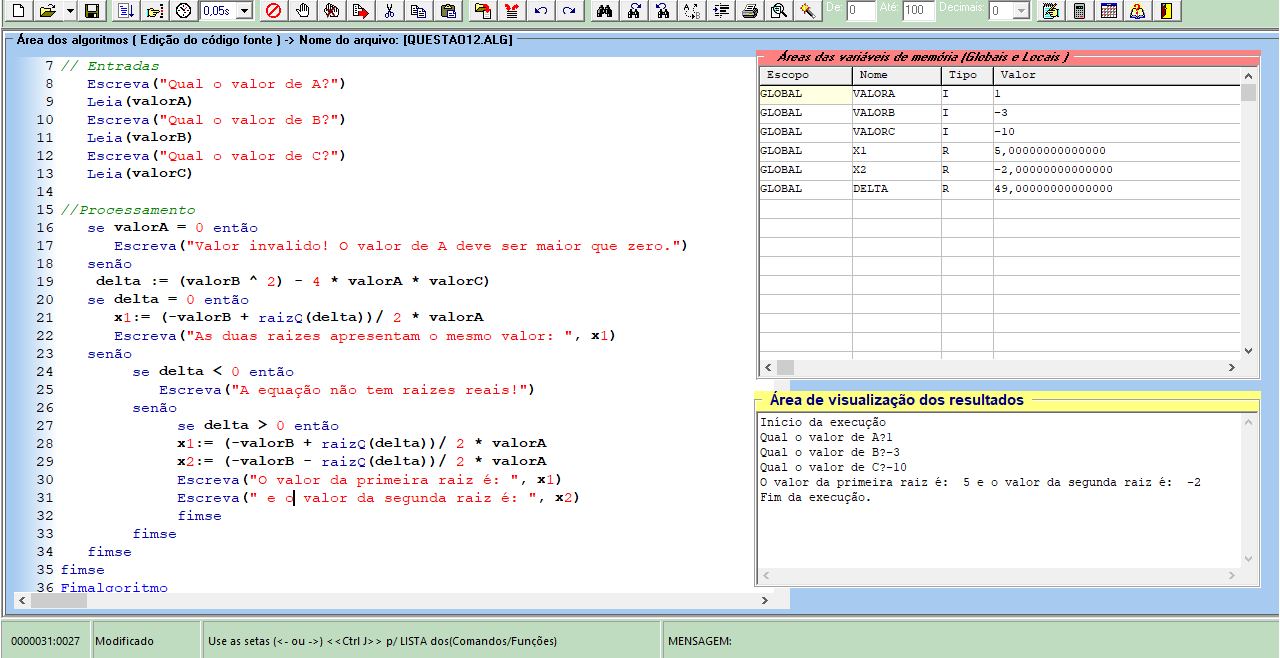 0,05s
De: 0 Até: 100 Decimais: 0
Área dos algoritmos ( Edição do código fonte ) -> Nome do arquivo: [QUESTAO12.ALG]
7 // Entradas
8 Escreva("Qual o valor de A?")
9 Leia(valorA)
10 Escreva("Qual o valor de B?")
11 Leia(valorB)
12 Escreva("Qual o valor de C?")
13 Leia(valorC)
14
15 //Processamento
16 se valorA = 0 então
17 Escreva("Valor invalido! O valor de A deve ser maior que zero.")
18 senão
19 delta := (valorB ^ 2) - 4 * valorA * valorC)
20 se delta = 0 então
21 x1:= (-valorB + raizQ(delta))/ 2 * valorA
22 Escreva("As duas raizes apresentam o mesmo valor: ", x1)
23 senão
24 se delta < 0 então
25 Escreva("A equação não tem raizes reais!")
26 senão
27 se delta > 0 então
28 x1:= (-valorB + raizQ(delta))/ 2 * valorA
29 x2:= (-valorB - raizQ(delta))/ 2 * valorA
30 Escreva("O valor da primeira raiz é: ", x1)
31 Escreva(" e o valor da segunda raiz é: ", x2)
32 fimse
33 fimse
34 fimse
35 fimse
36 Fimalgoritmo
Áreas das variáveis de memória (Globais e Locais )
Escopo Nome Tipo Valor
GLOBAL VALORA I 1
GLOBAL VALORB I -3
GLOBAL VALORC I -10
GLOBAL X1 R 5,00000000000000
GLOBAL X2 R -2,00000000000000
GLOBAL DELTA R 49,00000000000000
Área de visualização dos resultados
Início da execução
Qual o valor de A?1
Qual o valor de B?-3
Qual o valor de C?-10
O valor da primeira raiz é:  5 e o valor da segunda raiz é:  -2
Fim da execução.
0000031:0027 Modificado Use as setas (<- ou ->) <<Ctrl J>> p/ LISTA dos(Comandos/Funções) MENSAGEM: